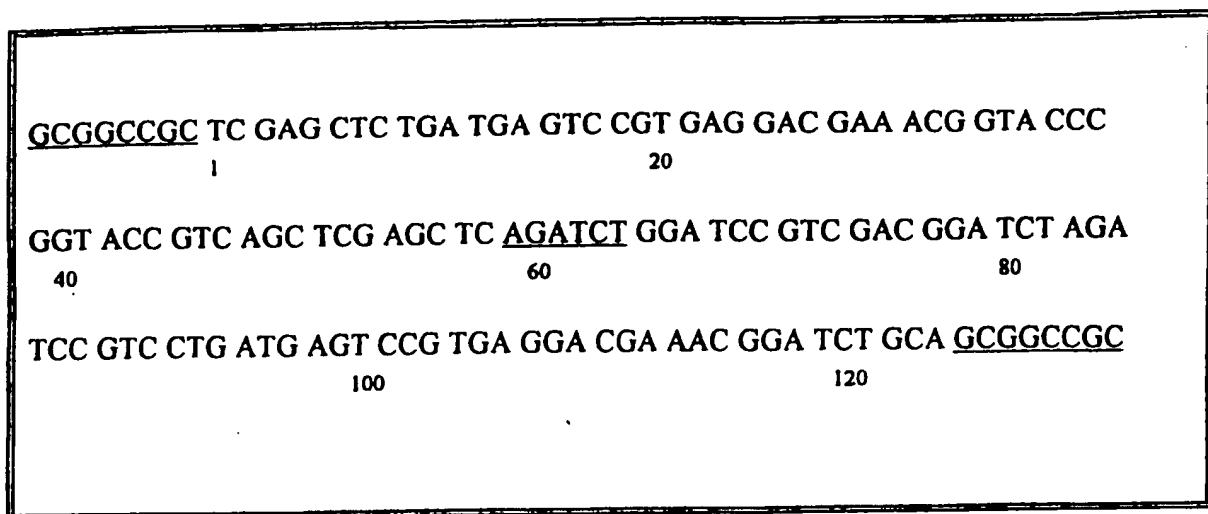 GCGGCCGC TC GAG CTC TGA TGA GTC CGT GAG GAC GAA ACG GTA CCC
1 20
GGT ACC GTC AGC TCG AGC TC AGATCT GGA TCC GTC GAC GGA TCT AGA
40 60 80
TCC GTC CTG ATG AGT CCG TGA GGA CGA AAC GGA TCT GCA GCGGCCGC
100 120